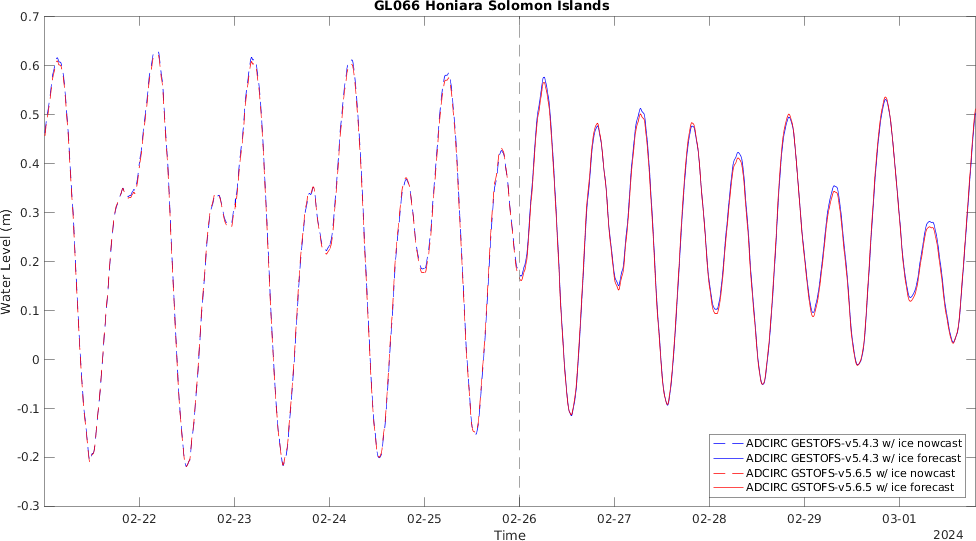 GL066 Honiara Solomon Islands
0.7
0.6
0.5
0.4
0.3
0.2
0.1
0
-0.1
-0.2
-0.3
Water Level (m)
ADCIRC GESTOFS-v5.4.3 w/ ice nowcast
ADCIRC GESTOFS-v5.4.3 w/ ice forecast
ADCIRC GSTOFS-v5.6.5 w/ ice nowcast
ADCIRC GSTOFS-v5.6.5 w/ ice forecast
02-22 02-23 02-24 02-25 02-26 02-27 02-28 02-29 03-01
Time
2024